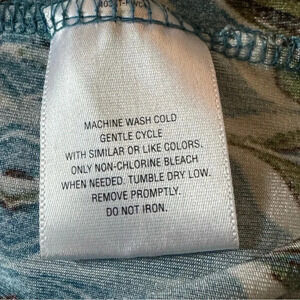 MACHINE WASH COLD
GENTLE CYCLE
WITH SIMILAR OR LIKE COLORS.
ONLY NON-CHLORINE BLEACH
WHEN NEEDED. TUMBLE DRY LOW.
REMOVE PROMPTLY.
DO NOT IRON.